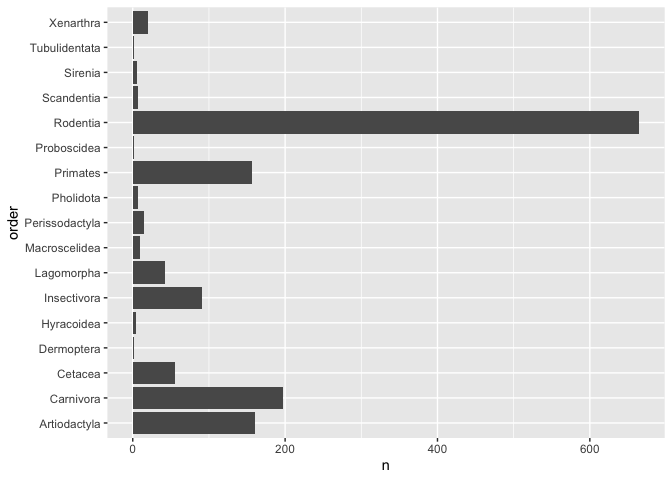 Xenarthra
Tubulidentata
Sirenia
Scandentia
Rodentia
Proboscidea
Primates
Pholidota
Perissodactyla
Macroscelidea
Lagomorpha
Insectivora
Hyracoidea
Dermoptera
Cetacea
Carnivora
Artiodactyla
order
0 200 400 600
n